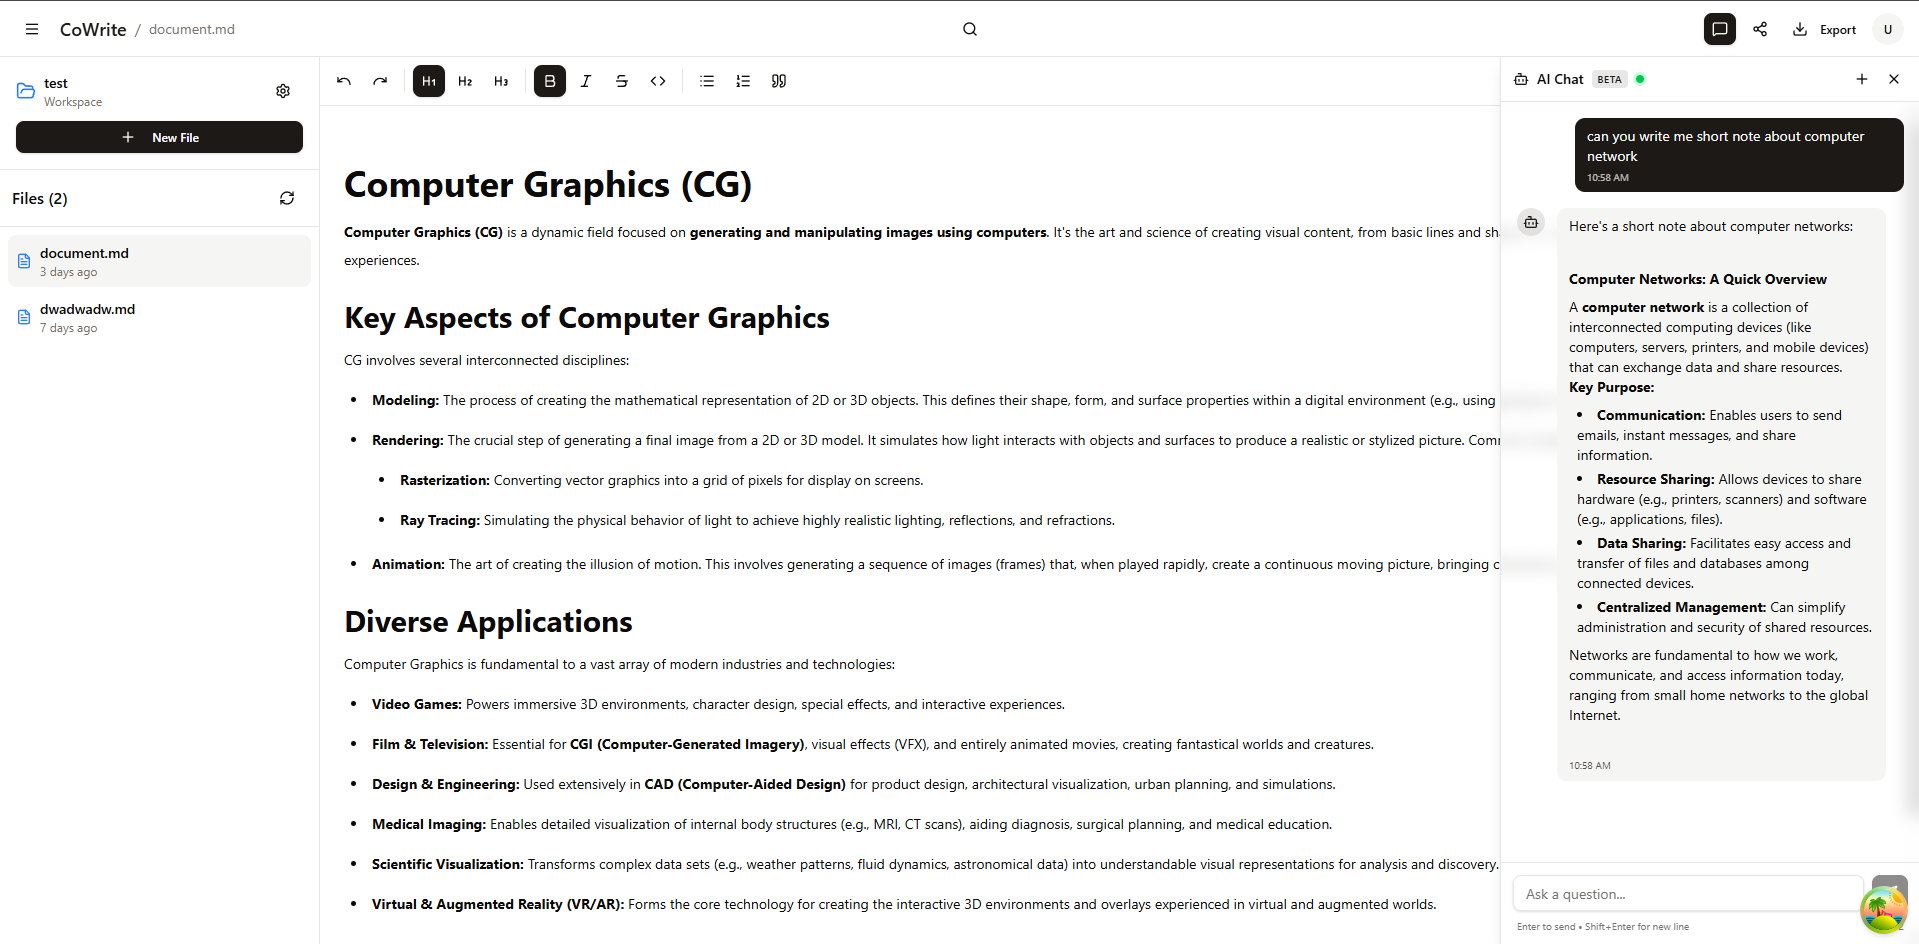 CoWrite / document.md
Export
U
test
Workspace
New File
Files (2)
document.md
3 days ago
dwadwadw.md
7 days ago
H1 H2 H3 B I S
Computer Graphics (CG)
Computer Graphics (CG) is a dynamic field focused on generating and manipulating images using computers. It's the art and science of creating visual content, from basic lines and
experiences.
Key Aspects of Computer Graphics
CG involves several interconnected disciplines:
• Modeling: The process of creating the mathematical representation of 2D or 3D objects. This defines their shape, form, and surface properties within a digital environment (e.g., using
• Rendering: The crucial step of generating a final image from a 2D or 3D model. It simulates how light interacts with objects and surfaces to produce a realistic or stylized picture.
• Rasterization: Converting vector graphics into a grid of pixels for display on screens.
• Ray Tracing: Simulating the physical behavior of light to achieve highly realistic lighting, reflections, and refractions.
• Animation: The art of creating the illusion of motion. This involves generating a sequence of images (frames) that, when played rapidly, create a continuous moving picture, bringing
Diverse Applications
Computer Graphics is fundamental to a vast array of modern industries and technologies:
• Video Games: Powers immersive 3D environments, character design, special effects, and interactive experiences.
• Film & Television: Essential for CGI (Computer-Generated Imagery), visual effects (VFX), and entirely animated movies, creating fantastical worlds and creatures.
• Design & Engineering: Used extensively in CAD (Computer-Aided Design) for product design, architectural visualization, urban planning, and simulations.
• Medical Imaging: Enables detailed visualization of internal body structures (e.g., MRI, CT scans), aiding diagnosis, surgical planning, and medical education.
• Scientific Visualization: Transforms complex data sets (e.g., weather patterns, fluid dynamics, astronomical data) into understandable visual representations for analysis and discovery.
• Virtual & Augmented Reality (VR/AR): Forms the core technology for creating the interactive 3D environments and overlays experienced in virtual and augmented worlds.
AI Chat BETA
can you write me short note about computer
network
10:58 AM
Here's a short note about computer networks:
Computer Networks: A Quick Overview
A computer network is a collection of
interconnected computing devices (like
computers, servers, printers, and mobile devices)
that can exchange data and share resources.
Key Purpose:
• Communication: Enables users to send
emails, instant messages, and share
information.
• Resource Sharing: Allows devices to share
hardware (e.g., printers, scanners) and software
(e.g., applications, files).
• Data Sharing: Facilitates easy access and
transfer of files and databases among
connected devices.
• Centralized Management: Can simplify
administration and security of shared resources.
Networks are fundamental to how we work,
communicate, and access information today,
ranging from small home networks to the global
Internet.
10:58 AM
Ask a question...
Enter to send • Shift+Enter for new line